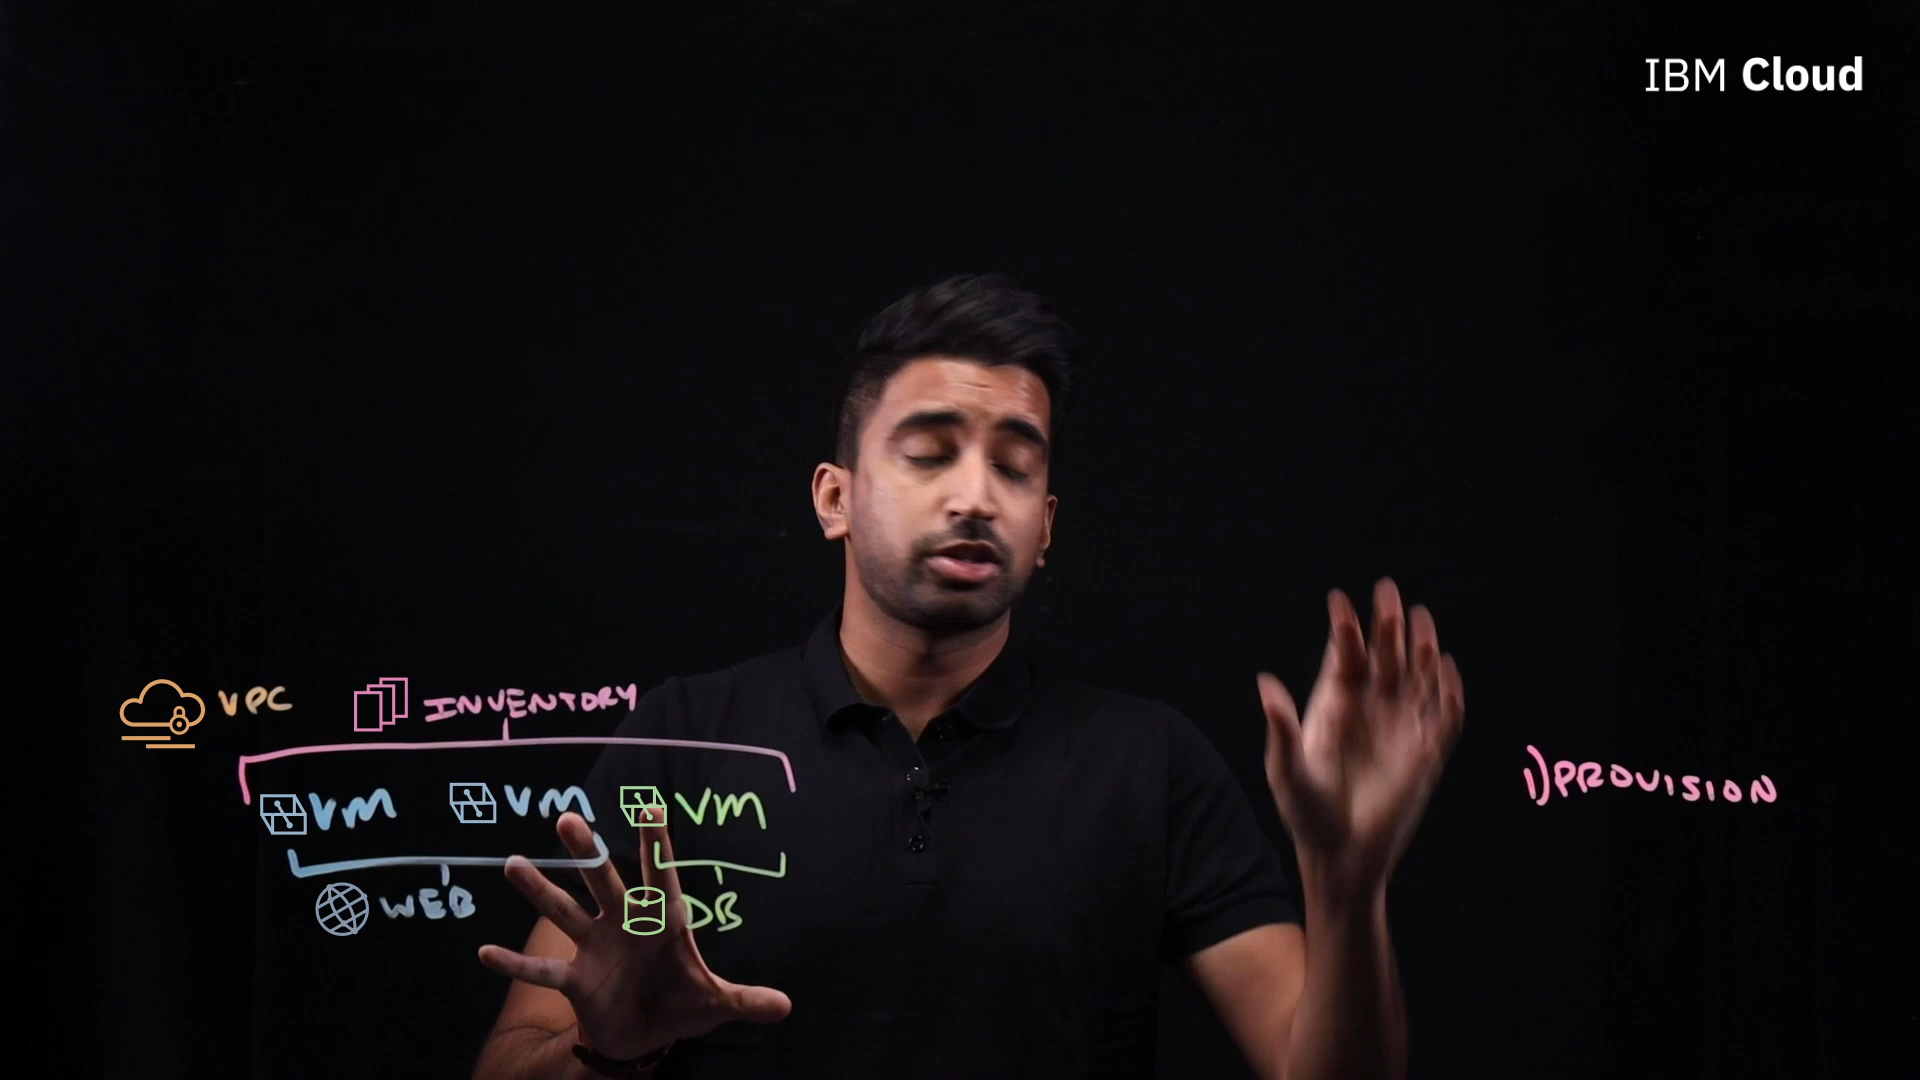 IBM Cloud
VPC
INVENTORY
VM VM VM
1) PROVISION
WEB DB